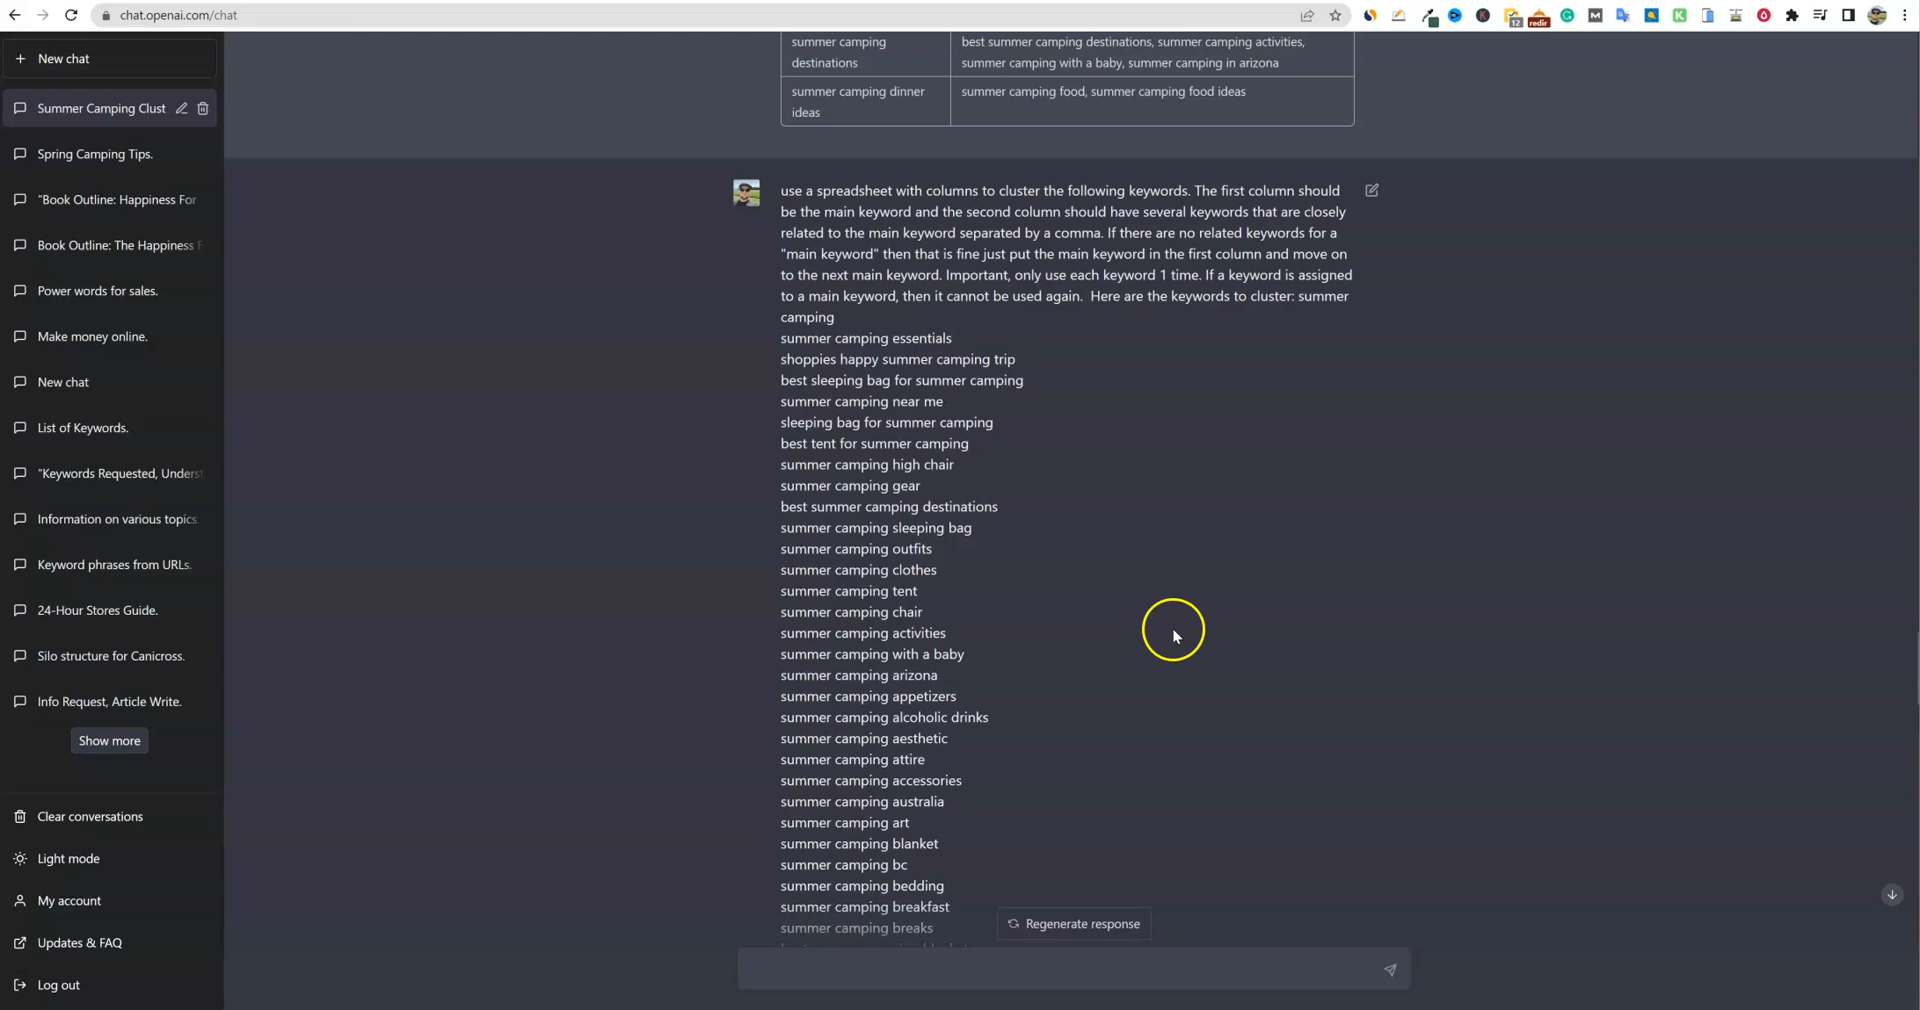 chat.openai.com/chat
12
redir
New chat
Summer Camping Clust
Spring Camping Tips.
"Book Outline: Happiness For
Book Outline: The Happiness F
Power words for sales.
Make money online.
New chat
List of Keywords.
"Keywords Requested, Underst
Information on various topics.
Keyword phrases from URLs.
24-Hour Stores Guide.
Silo structure for Canicross.
Info Request, Article Write.
Show more
Clear conversations
Light mode
My account
Updates & FAQ
Log out
summer camping
destinations
best summer camping destinations, summer camping activities,
summer camping with a baby, summer camping in arizona
summer camping dinner
ideas
summer camping food, summer camping food ideas
use a spreadsheet with columns to cluster the following keywords. The first column should
be the main keyword and the second column should have several keywords that are closely
related to the main keyword separated by a comma. If there are no related keywords for a
"main keyword" then that is fine just put the main keyword in the first column and move on
to the next main keyword. Important, only use each keyword 1 time. If a keyword is assigned
to a main keyword, then it cannot be used again.  Here are the keywords to cluster: summer
camping
summer camping essentials
shoppies happy summer camping trip
best sleeping bag for summer camping
summer camping near me
sleeping bag for summer camping
best tent for summer camping
summer camping high chair
summer camping gear
best summer camping destinations
summer camping sleeping bag
summer camping outfits
summer camping clothes
summer camping tent
summer camping chair
summer camping activities
summer camping with a baby
summer camping arizona
summer camping appetizers
summer camping alcoholic drinks
summer camping aesthetic
summer camping attire
summer camping accessories
summer camping australia
summer camping art
summer camping blanket
summer camping bc
summer camping bedding
summer camping breakfast
summer camping breaks
Regenerate response